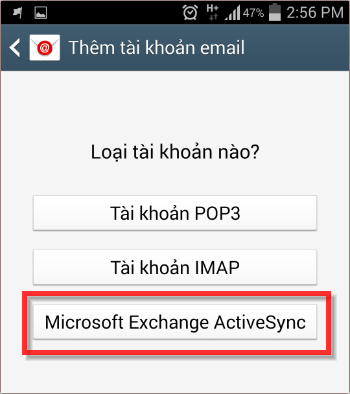 H+ 47% 2:56 PM
Thêm tài khoản email
Loại tài khoản nào?
Tài khoản POP3
Tài khoản IMAP
Microsoft Exchange ActiveSync